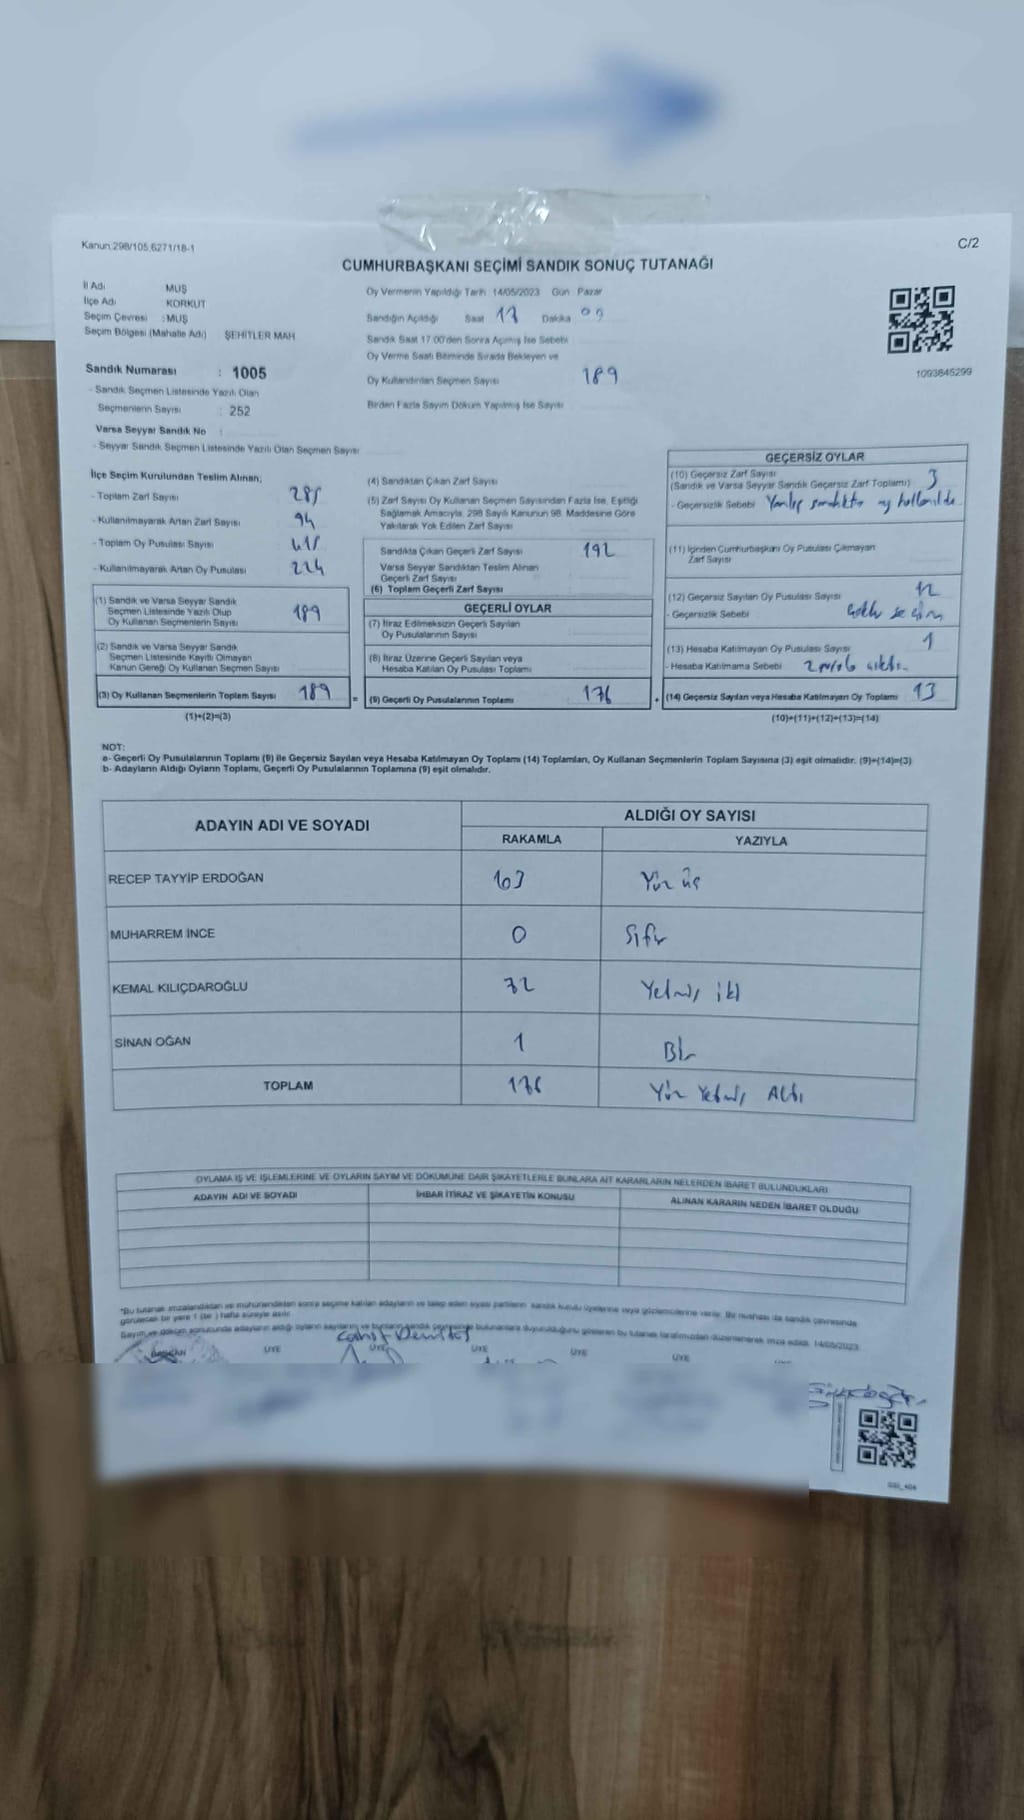 Kanun:298/105,6271/18-1
C/2
CUMHURBAŞKANI SEÇİMİ SANDIK SONUÇ TUTANAĞI
İl Adı MUŞ
İlçe Adı KORKUT
Seçim Çevresi : MUŞ
Seçim Bölgesi (Mahalle Adı) ŞEHİTLER MAH
Sandık Numarası : 1005
- Sandık Seçmen Listesinde Yazılı Olan
Seçmenlerin Sayısı : 252
Varsa Seyyar Sandık No :
- Seyyar Sandık Seçmen Listesinde Yazılı Olan Seçmen Sayısı
Oy Vermenin Yapıldığı Tarih: 14/05/2023 Gün: Pazar
Sandığın Açıldığı Saat 17 Dakika
Sandık Saat 17.00'den Sonra Açılmış İse Sebebi
Oy Verme Saati Bitiminde Sırada Bekleyen ve
Oy Kullandırılan Seçmen Sayısı 189
Birden Fazla Sayım Döküm Yapılmış İse Sayısı
1093845299
İlçe Seçim Kurulundan Teslim Alınan;
- Toplam Zarf Sayısı 285
- Kullanılmayarak Artan Zarf Sayısı 94
- Toplam Oy Pusulası Sayısı
- Kullanılmayarak Artan Oy Pusulası 224
(1) Sandık ve Varsa Seyyar Sandık
Seçmen Listesinde Yazılı Olup
Oy Kullanan Seçmenlerin Sayısı 189
(2) Sandık ve Varsa Seyyar Sandık
Seçmen Listesinde Kayıtlı Olmayan
Kanun Gereği Oy Kullanan Seçmen Sayısı
(3) Oy Kullanan Seçmenlerin Toplam Sayısı 189 =
(1)+(2)=(3)
(4) Sandıktan Çıkan Zarf Sayısı
(5) Zarf Sayısı Oy Kullanan Seçmen Sayısından Fazla İse, Eşitliği
Sağlamak Amacıyla, 298 Sayılı Kanunun 98. Maddesine Göre
Yakılarak Yok Edilen Zarf Sayısı
Sandıkta Çıkan Geçerli Zarf Sayısı 192
Varsa Seyyar Sandıktan Teslim Alınan
Geçerli Zarf Sayısı
(6) Toplam Geçerli Zarf Sayısı
GEÇERLİ OYLAR
(7) İtiraz Edilmeksizin Geçerli Sayılan
Oy Pusulalarının Sayısı
(8) İtiraz Üzerine Geçerli Sayılan veya
Hesaba Katılan Oy Pusulası Toplamı
(9) Geçerli Oy Pusulalarının Toplamı 176 +
GEÇERSİZ OYLAR
(10) Geçersiz Zarf Sayısı 3
(Sandık ve Varsa Seyyar Sandık Geçersiz Zarf Toplamı)
- Geçersizlik Sebebi Yanlış sandıkta oy kullanıldı
(11) İçinden Cumhurbaşkanı Oy Pusulası Çıkmayan
Zarf Sayısı
(12) Geçersiz Sayılan Oy Pusulası Sayısı 12
- Geçersizlik Sebebi seçim
(13) Hesaba Katılmayan Oy Pusulası Sayısı 1
- Hesaba Katılmama Sebebi
(14) Geçersiz Sayılan veya Hesaba Katılmayan Oy Toplamı 13
(10)+(11)+(12)+(13)=(14)
NOT:
a- Geçerli Oy Pusulalarının Toplamı (9) ile Geçersiz Sayılan veya Hesaba Katılmayan Oy Toplamı (14) Toplamları, Oy Kullanan Seçmenlerin Toplam Sayısına (3) eşit olmalıdır. (9)+(14)=(3)
b- Adayların Aldığı Oyların Toplamı, Geçerli Oy Pusulalarının Toplamına (9) eşit olmalıdır.
ADAYIN ADI VE SOYADI ALDIĞI OY SAYISI
RAKAMLA YAZIYLA
RECEP TAYYİP ERDOĞAN 103 Yüz üç
MUHARREM İNCE 0 Sıfır
KEMAL KILIÇDAROĞLU 72 Yetmiş iki
SİNAN OĞAN 1 Bir
TOPLAM 176 Yüz Yetmiş Altı
OYLAMA İŞ VE İŞLEMLERİNE VE OYLARIN SAYIM VE DÖKÜMÜNE DAİR ŞİKAYETLERLE BUNLARA AİT KARARLARIN NELERDEN İBARET BULUNDUKLARI
ADAYIN ADI VE SOYADI İHBAR İTİRAZ VE ŞİKAYETİN KONUSU ALINAN KARARIN NEDEN İBARET OLDUĞU
*Bu tutanak imzalandıktan ve mühürlendikten sonra seçime katılan adayların ve talep eden siyasi partilerin sandık kurulu üyelerine veya gözlemcilerine verilir. Bir nüshası da sandık çevresinde
görülecek bir yere 1 (bir) hafta süreyle asılır.
Sayım ve döküm sonucunda adayların aldığı oyların sayılarını ve bunların sandık çevresinde bulunanlara duyurulduğunu gösteren bu tutanak tarafımızdan düzenlenerek imza edildi. 14/05/2023
BAŞKAN ÜYE ÜYE ÜYE ÜYE ÜYE